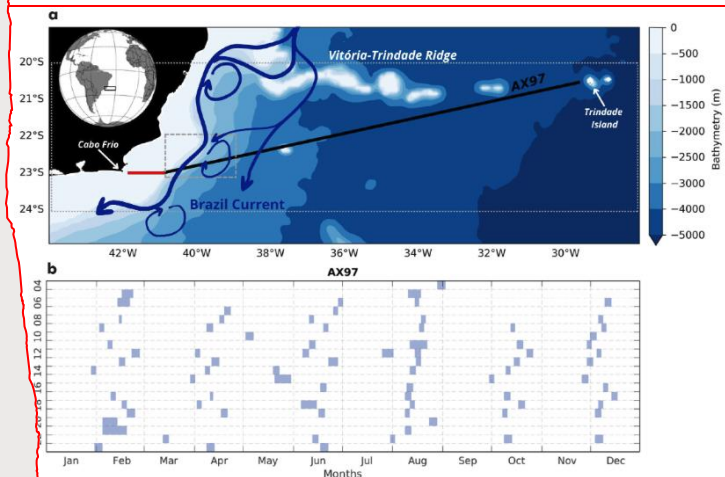 a
Vitória-Trindade Ridge
AX97
Trindade
Island
Cabo Frio
Brazil Current
20°S
21°S
22°S
23°S
24°S
42°W
40°W
38°W
36°W
34°W
32°W
30°W
0
−500
−1000
−1500
−2000
−2500
−3000
−3500
−4000
−5000
Bathymetry (m)
b
AX97
04
06
08
10
12
14
16
18
Jan
Feb
Mar
Apr
May
Jun
Jul
Aug
Sep
Oct
Nov
Dec
Months